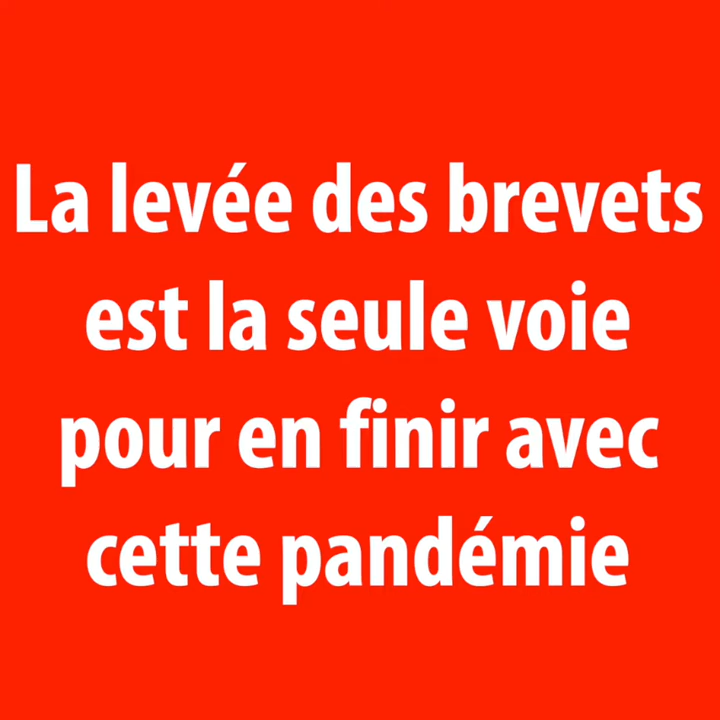 La levée des brevets
est la seule voie
pour en finir avec
cette pandémie